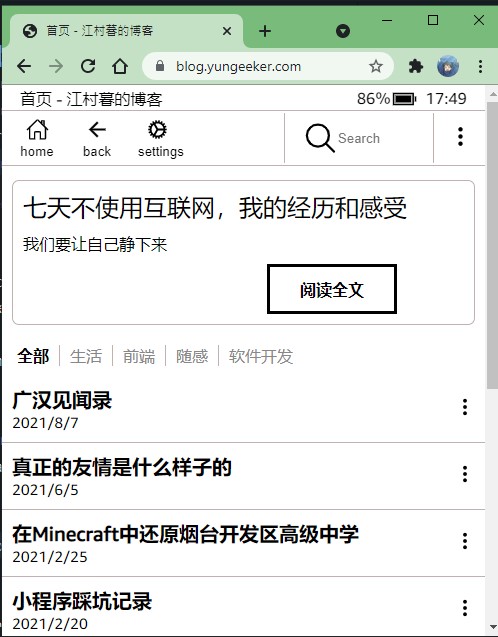 首页 - 江村暮的博客
blog.yungeeker.com
首页 - 江村暮的博客 86% 17:49
home back settings Search
七天不使用互联网，我的经历和感受
我们要让自己静下来
阅读全文
全部 生活 前端 随感 软件开发
广汉见闻录
2021/8/7
真正的友情是什么样子的
2021/6/5
在Minecraft中还原烟台开发区高级中学
2021/2/25
小程序踩坑记录
2021/2/20